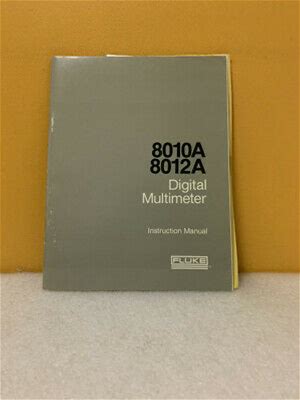 8010A
8012A
Digital
Multimeter
Instruction Manual
FLUKE